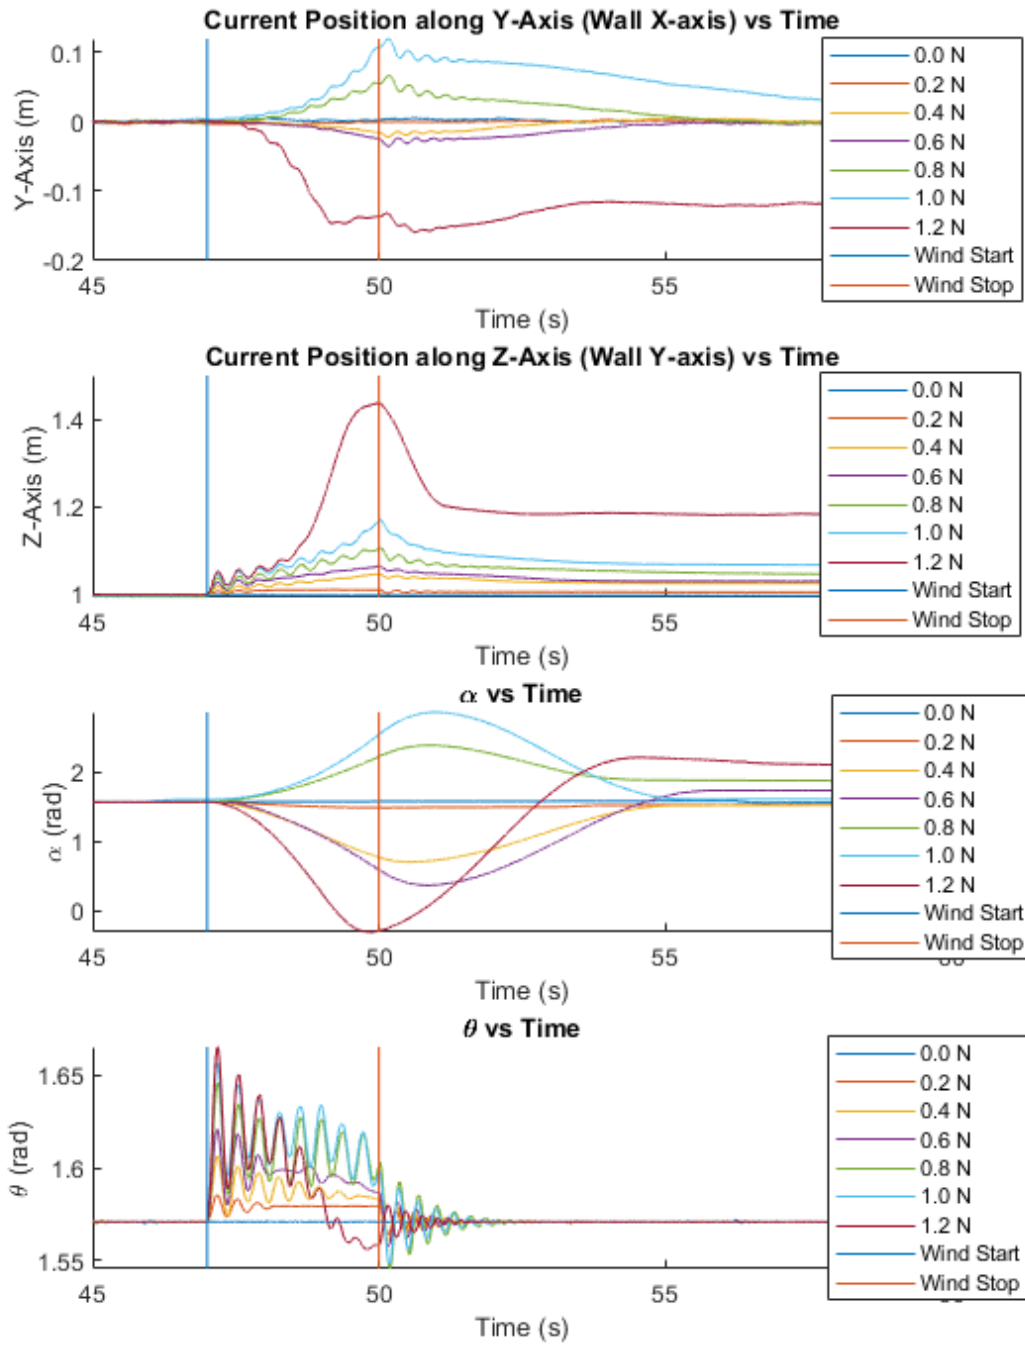 Current Position along Y-Axis (Wall X-axis) vs Time
Y-Axis (m)
0.1
0
-0.1
-0.2
45
50
55
Time (s)
0.0 N
0.2 N
0.4 N
0.6 N
0.8 N
1.0 N
1.2 N
Wind Start
Wind Stop
Current Position along Z-Axis (Wall Y-axis) vs Time
Z-Axis (m)
1.4
1.2
1
45
50
55
Time (s)
0.0 N
0.2 N
0.4 N
0.6 N
0.8 N
1.0 N
1.2 N
Wind Start
Wind Stop
α vs Time
α (rad)
2
1
0
45
50
55
Time (s)
0.0 N
0.2 N
0.4 N
0.6 N
0.8 N
1.0 N
1.2 N
Wind Start
Wind Stop
θ vs Time
θ (rad)
1.65
1.6
1.55
45
50
55
Time (s)
0.0 N
0.2 N
0.4 N
0.6 N
0.8 N
1.0 N
1.2 N
Wind Start
Wind Stop